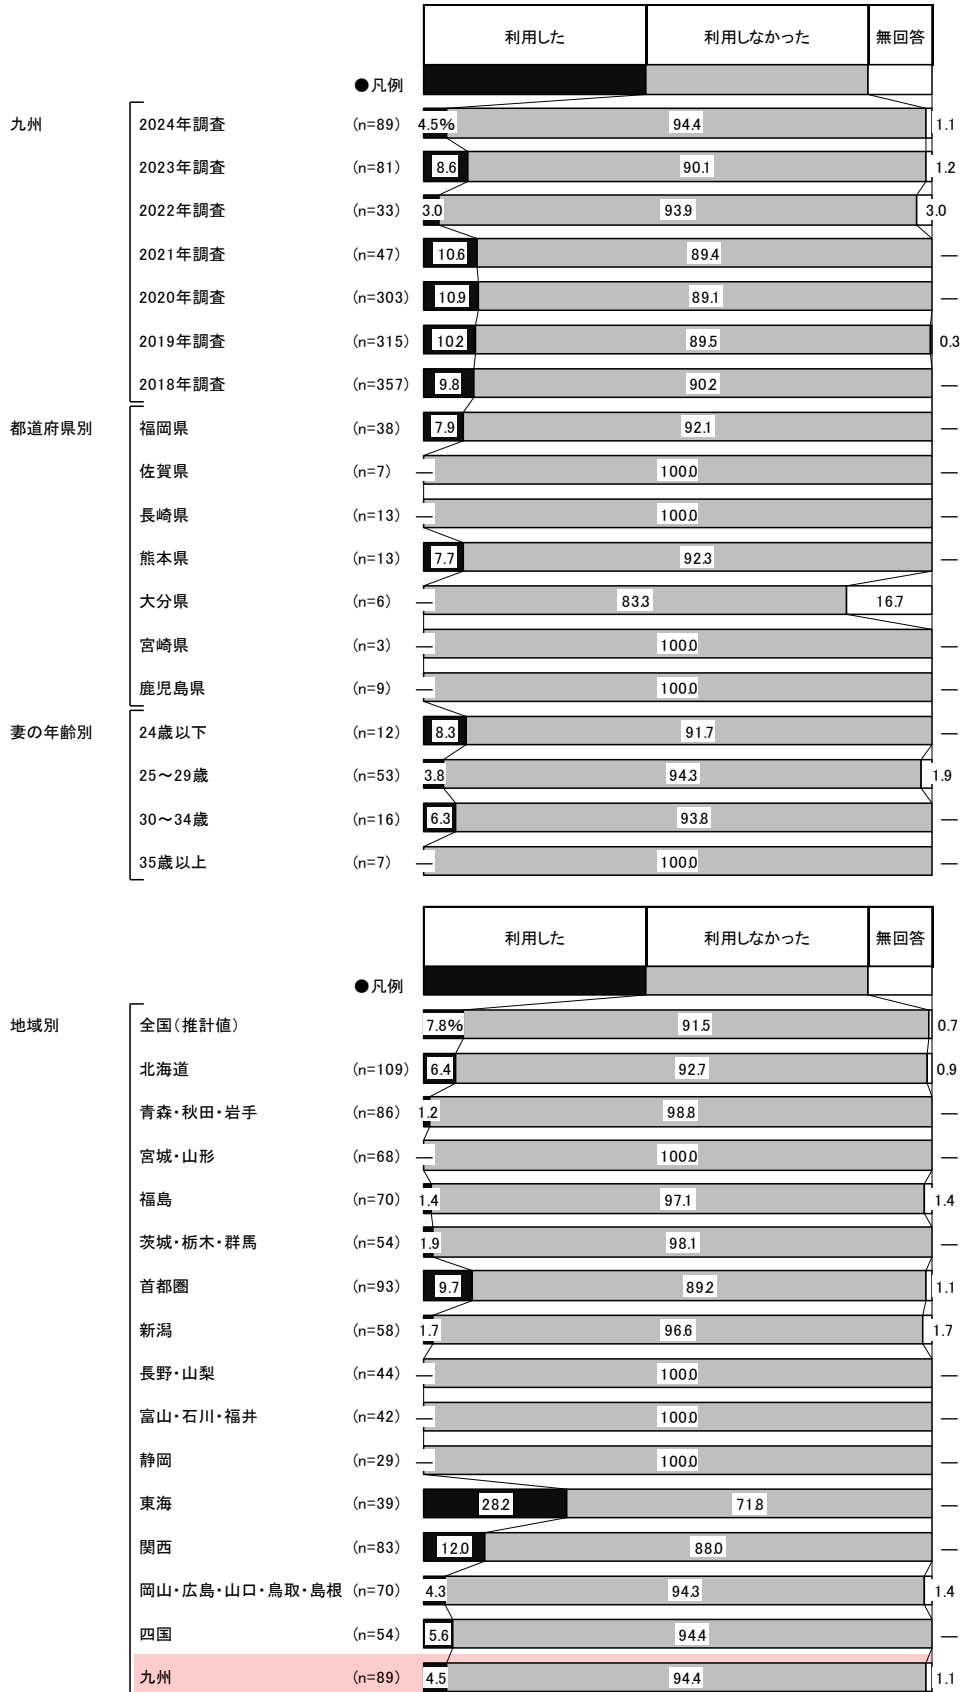 利用した 利用しなかった 無回答
●凡例
九州 2024年調査 (n=89) 4.5% 94.4 1.1
2023年調査 (n=81) 8.6 90.1 1.2
2022年調査 (n=33) 3.0 93.9 3.0
2021年調査 (n=47) 10.6 89.4 ―
2020年調査 (n=303) 10.9 89.1 ―
2019年調査 (n=315) 10.2 89.5 0.3
2018年調査 (n=357) 9.8 90.2 ―
都道府県別 福岡県 (n=38) 7.9 92.1 ―
佐賀県 (n=7) ― 100.0 ―
長崎県 (n=13) ― 100.0 ―
熊本県 (n=13) 7.7 92.3 ―
大分県 (n=6) ― 83.3 16.7
宮崎県 (n=3) ― 100.0 ―
鹿児島県 (n=9) ― 100.0 ―
妻の年齢別 24歳以下 (n=12) 8.3 91.7 ―
25～29歳 (n=53) 3.8 94.3 1.9
30～34歳 (n=16) 6.3 93.8 ―
35歳以上 (n=7) ― 100.0 ―
利用した 利用しなかった 無回答
●凡例
地域別 全国(推計値) 7.8% 91.5 0.7
北海道 (n=109) 6.4 92.7 0.9
青森・秋田・岩手 (n=86) 1.2 98.8 ―
宮城・山形 (n=68) ― 100.0 ―
福島 (n=70) 1.4 97.1 1.4
茨城・栃木・群馬 (n=54) 1.9 98.1 ―
首都圏 (n=93) 9.7 89.2 1.1
新潟 (n=58) 1.7 96.6 1.7
長野・山梨 (n=44) ― 100.0 ―
富山・石川・福井 (n=42) ― 100.0 ―
静岡 (n=29) ― 100.0 ―
東海 (n=39) 28.2 71.8 ―
関西 (n=83) 12.0 88.0 ―
岡山・広島・山口・鳥取・島根 (n=70) 4.3 94.3 1.4
四国 (n=54) 5.6 94.4 ―
九州 (n=89) 4.5 94.4 1.1